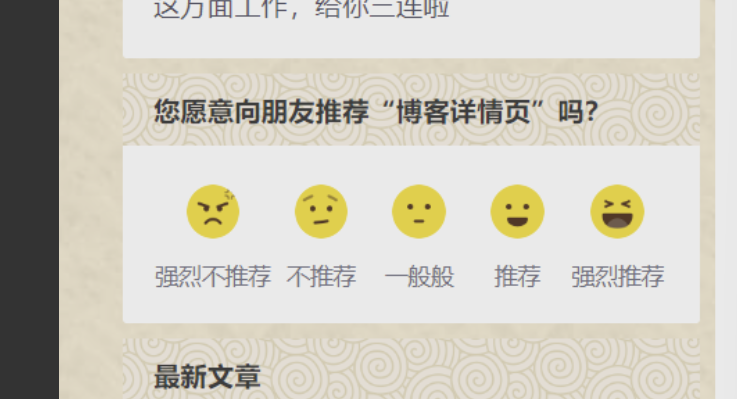 这方面工作，给你三连啦
您愿意向朋友推荐“博客详情页”吗？
强烈不推荐 不推荐 一般般 推荐 强烈推荐
最新文章